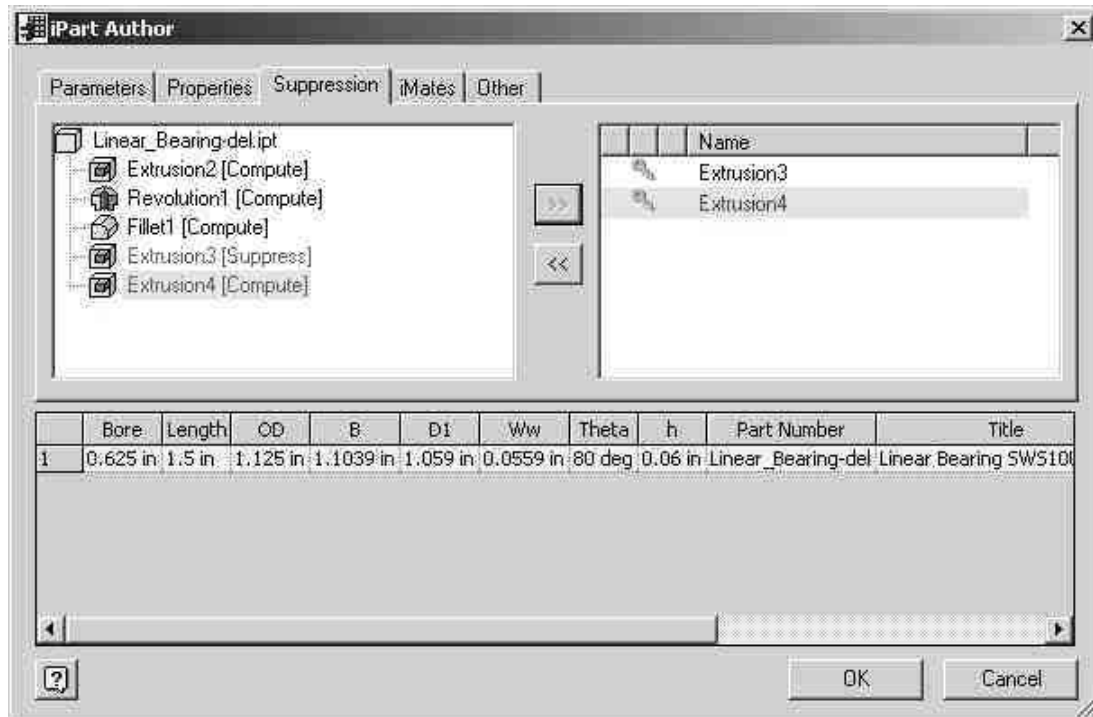 iPart Author
Parameters Properties Suppression iMates Other
Linear_Bearing-del.ipt
Extrusion2 [Compute]
Revolution1 [Compute]
Fillet1 [Compute]
Extrusion3 [Suppress]
Extrusion4 [Compute]
>>
<<
Name
Extrusion3
Extrusion4
Bore Length OD B D1 Ww Theta h Part Number Title
1 0.625 in 1.5 in 1.125 in 1.1039 in 1.059 in 0.0559 in 80 deg 0.06 in Linear_Bearing-del Linear Bearing SWS10
OK Cancel